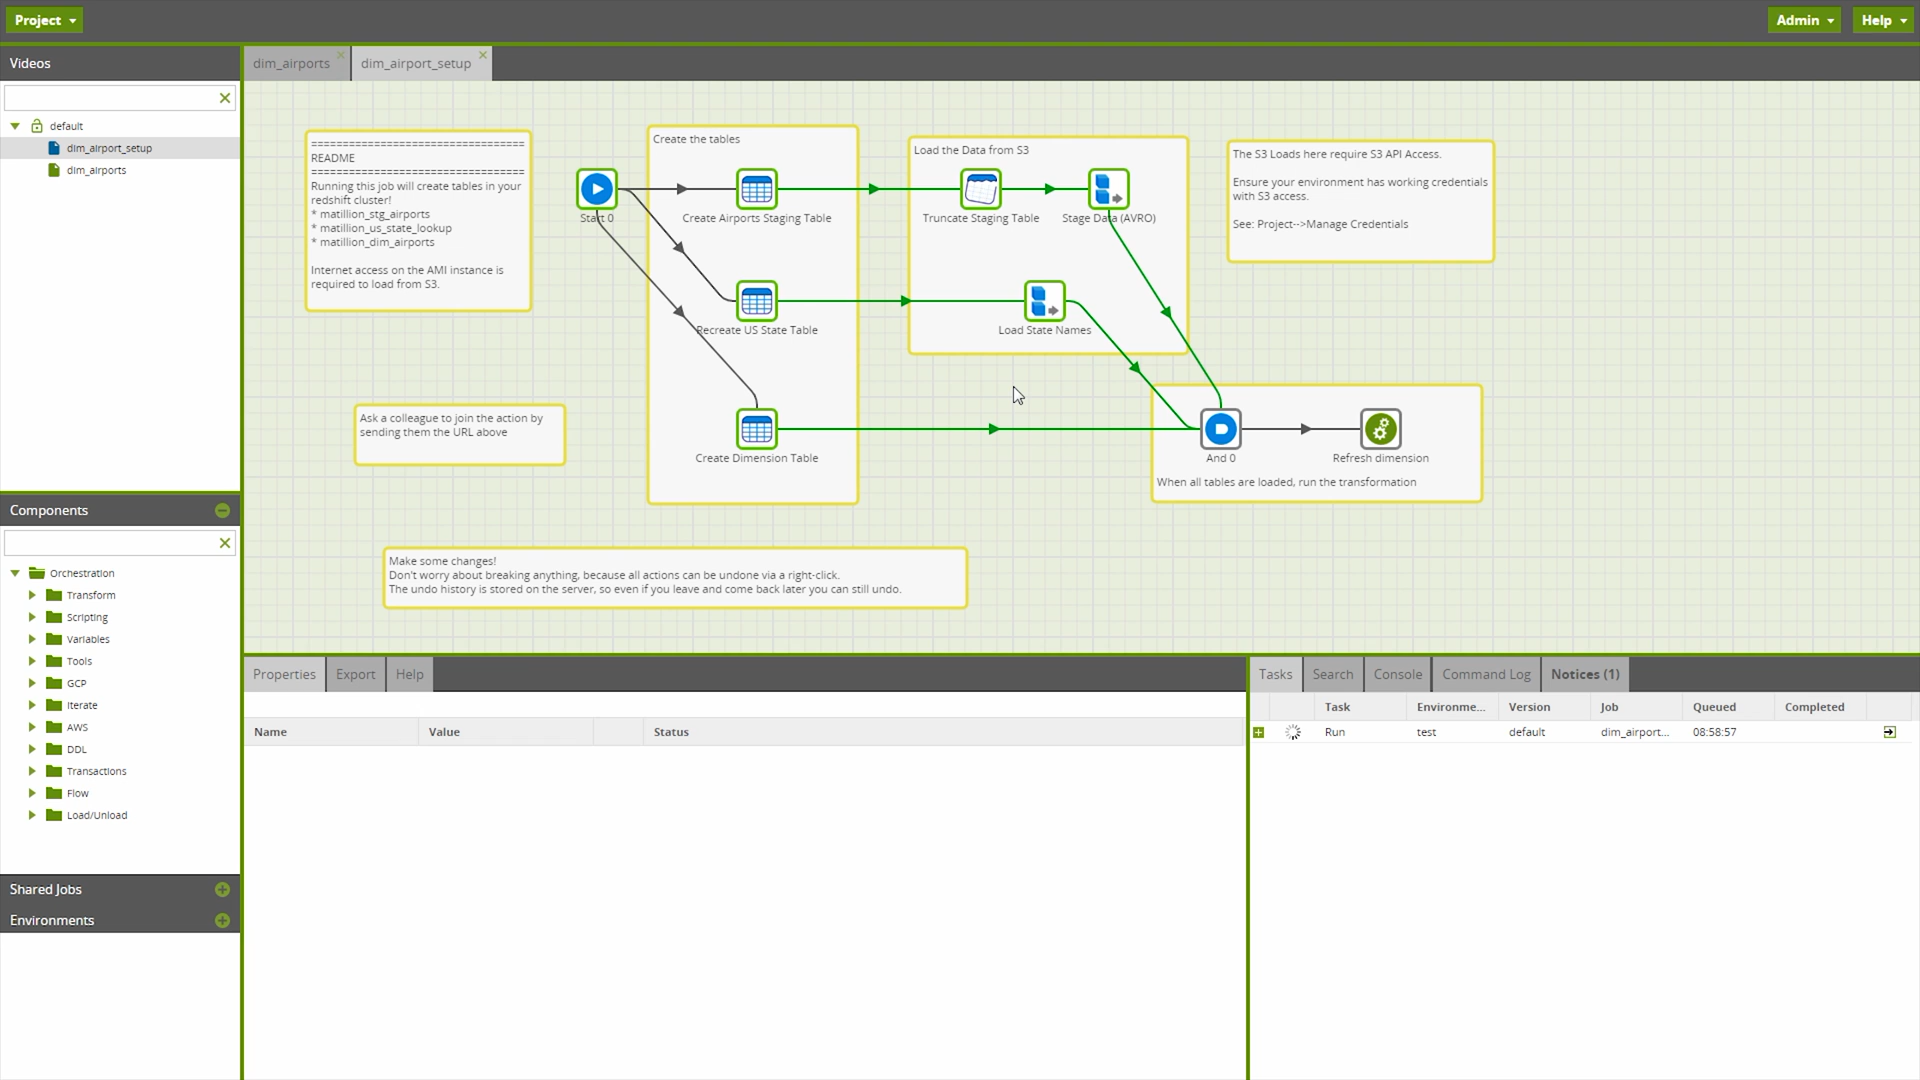 Project
Admin
Help
Videos
dim_airports
dim_airport_setup
default
dim_airport_setup
dim_airports
================================
README
================================
Running this job will create tables in your
redshift cluster!
* matillion_stg_airports
* matillion_us_state_lookup
* matillion_dim_airports
Internet access on the AMI instance is
required to load from S3.
Start 0
Create the tables
Create Airports Staging Table
Recreate US State Table
Create Dimension Table
Load the Data from S3
Truncate Staging Table
Stage Data (AVRO)
Load State Names
The S3 Loads here require S3 API Access.
Ensure your environment has working credentials
with S3 access.
See: Project-->Manage Credentials
Ask a colleague to join the action by
sending them the URL above
And 0
Refresh dimension
When all tables are loaded, run the transformation
Make some changes!
Don't worry about breaking anything, because all actions can be undone via a right-click.
The undo history is stored on the server, so even if you leave and come back later you can still undo.
Components
Orchestration
Transform
Scripting
Variables
Tools
GCP
Iterate
AWS
DDL
Transactions
Flow
Load/Unload
Shared Jobs
Environments
Properties
Export
Help
Name
Value
Status
Tasks
Search
Console
Command Log
Notices (1)
Task
Environme...
Version
Job
Queued
Completed
Run
test
default
dim_airport...
08:58:57